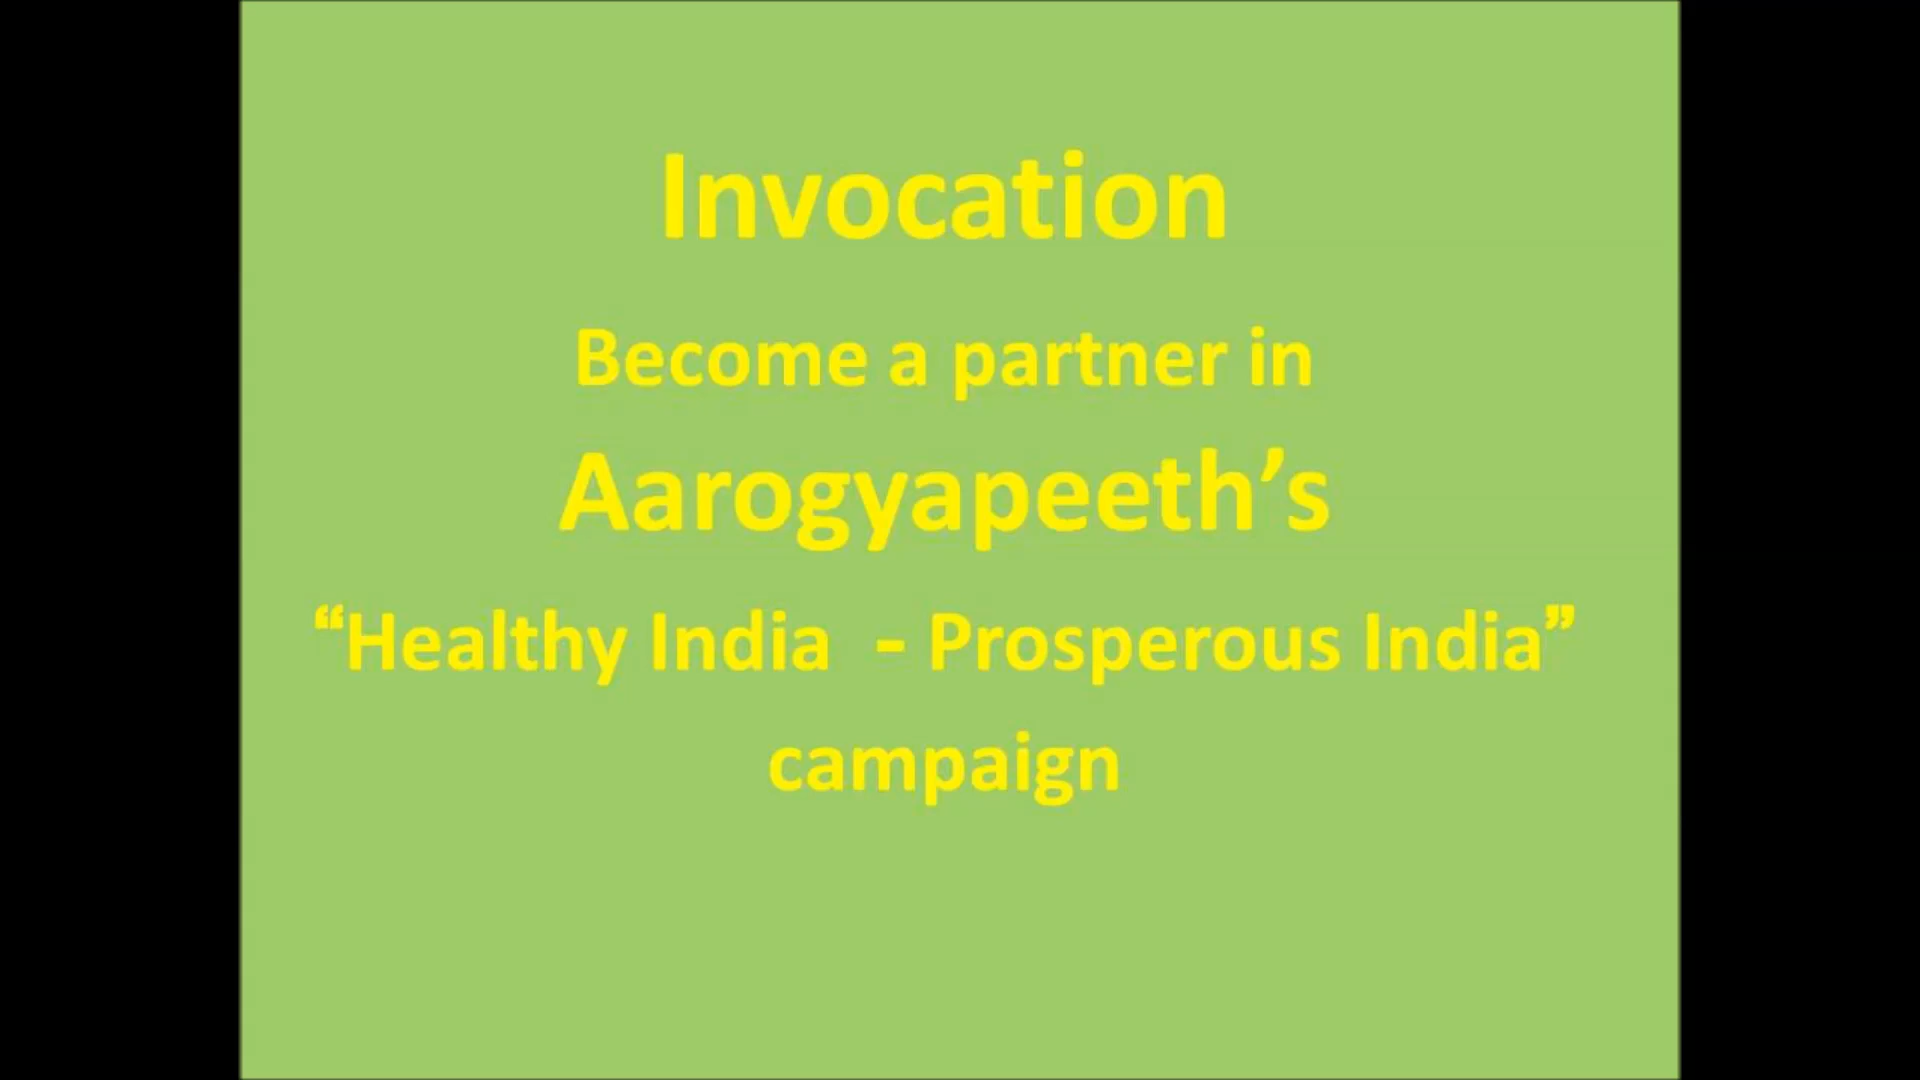 Invocation
Become a partner in
Aarogyapeeth’s
“Healthy India  - Prosperous India”
campaign